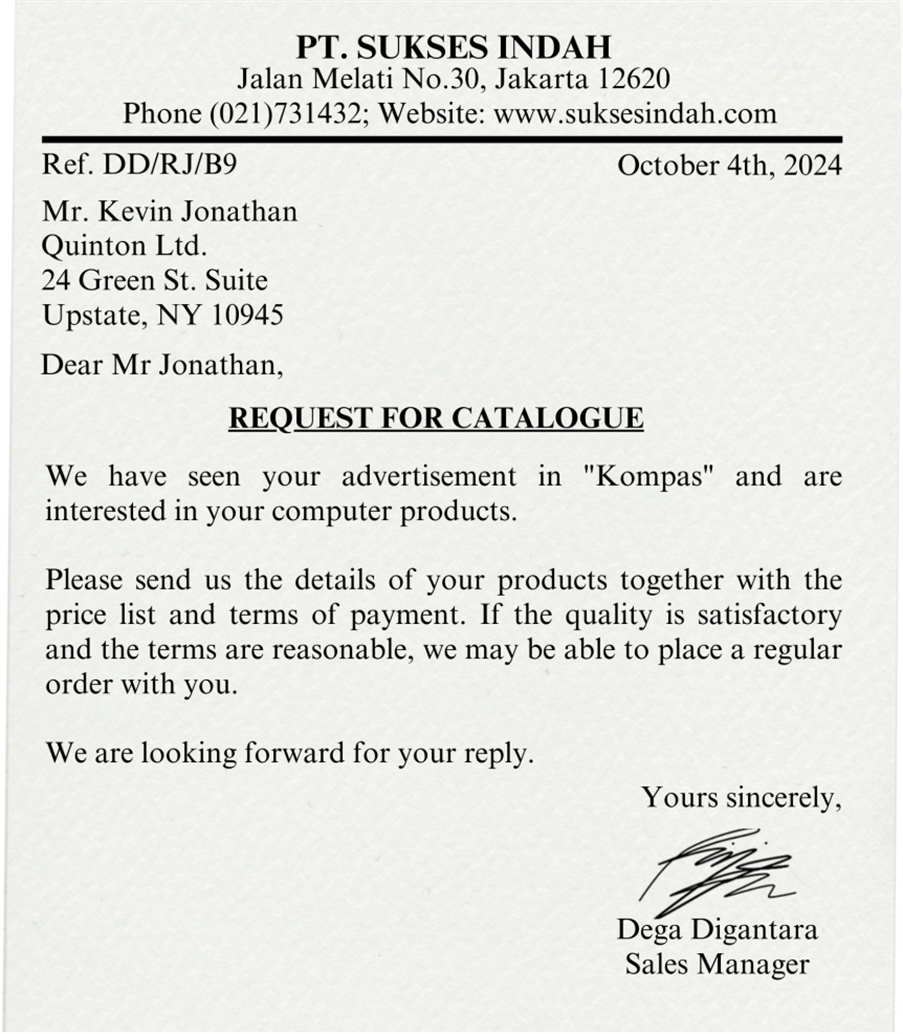 PT. SUKSES INDAH
Jalan Melati No.30, Jakarta 12620
Phone (021)731432; Website: www.suksesindah.com
Ref. DD/RJ/B9 October 4th, 2024
Mr. Kevin Jonathan
Quinton Ltd.
24 Green St. Suite
Upstate, NY 10945
Dear Mr Jonathan,
REQUEST FOR CATALOGUE
We have seen your advertisement in "Kompas" and are
interested in your computer products.
Please send us the details of your products together with the
price list and terms of payment. If the quality is satisfactory
and the terms are reasonable, we may be able to place a regular
order with you.
We are looking forward for your reply.
Yours sincerely,
Dega Digantara
Sales Manager